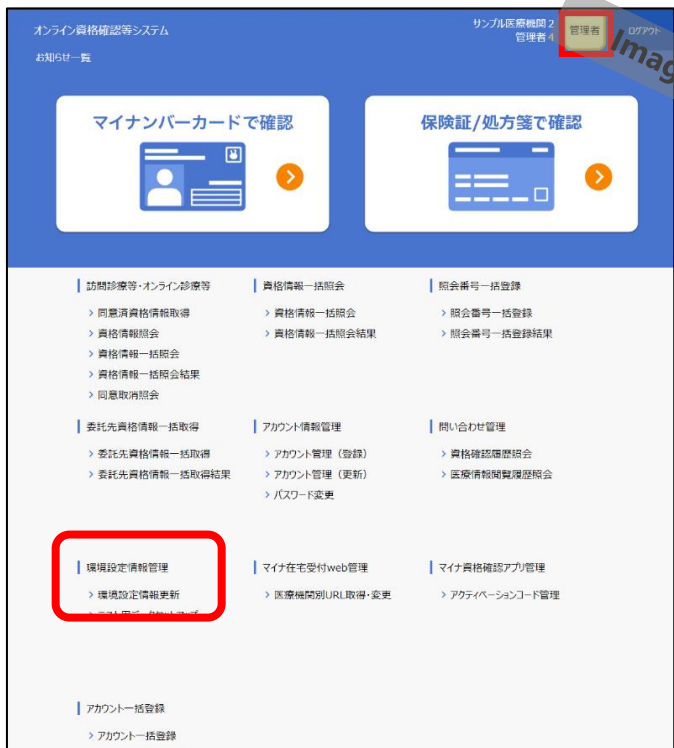 オンライン資格確認等システム
サンプル医療機関2
管理者4
管理者
ログアウト
お知らせ一覧
マイナンバーカードで確認
保険証/処方箋で確認
訪問診療等・オンライン診療等
同意済資格情報取得
資格情報照会
資格情報一括照会
資格情報一括照会結果
同意取消照会
資格情報一括照会
資格情報一括照会
資格情報一括照会結果
照会番号一括登録
照会番号一括登録
照会番号一括登録結果
委託先資格情報一括取得
委託先資格情報一括取得
委託先資格情報一括取得結果
アカウント情報管理
アカウント管理（登録）
アカウント管理（更新）
パスワード変更
問い合わせ管理
資格確認履歴照会
医療情報閲覧履歴照会
環境設定情報管理
環境設定情報更新
マイナ在宅受付web管理
医療機関別URL取得・変更
マイナ資格確認アプリ管理
アクティベーションコード管理
アカウント一括登録
アカウント一括登録
Imag